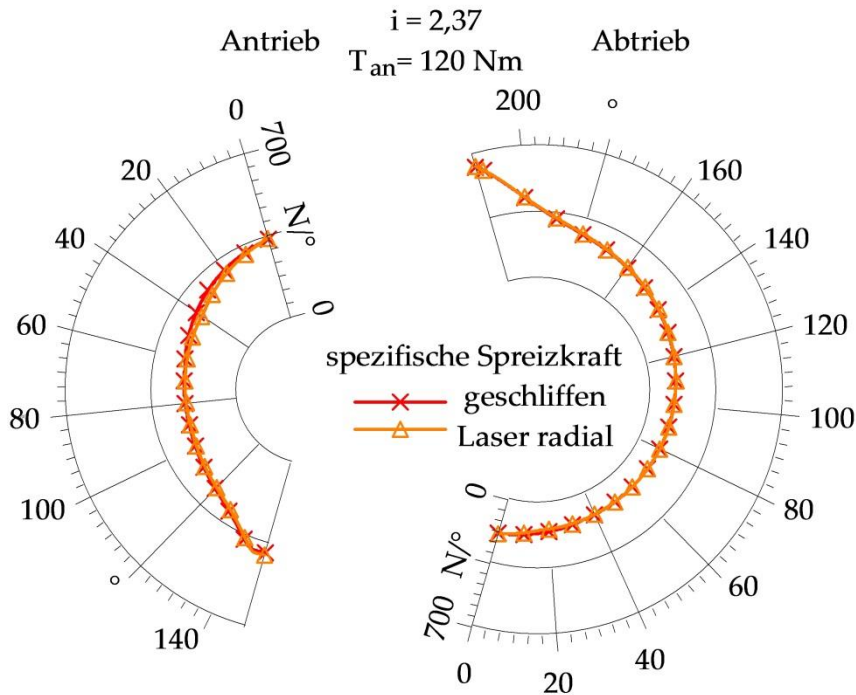 i = 2,37
Antrieb
Abtrieb
Tan= 120 Nm
0
20
40
60
80
100
°
140
700
N/°
0
200
°
160
140
120
100
80
60
40
20
0
spezifische Spreizkraft
geschliffen
Laser radial
0
N/°
700